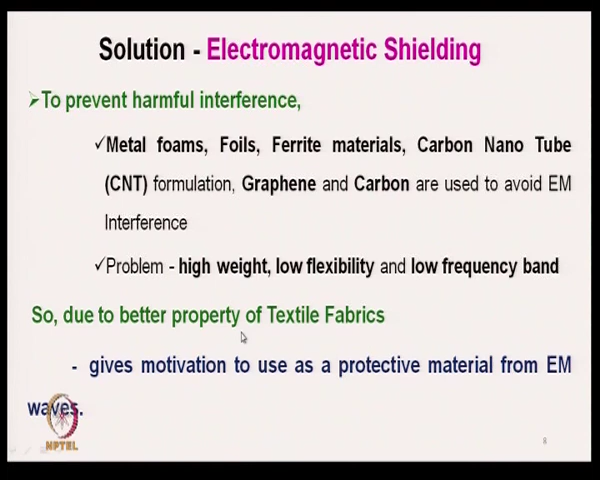 Solution - Electromagnetic Shielding
➢To prevent harmful interference,
✓Metal foams, Foils, Ferrite materials, Carbon Nano Tube
(CNT) formulation, Graphene and Carbon are used to avoid EM
Interference
✓Problem - high weight, low flexibility and low frequency band
So, due to better property of Textile Fabrics
- gives motivation to use as a protective material from EM
waves.
NPTEL
8